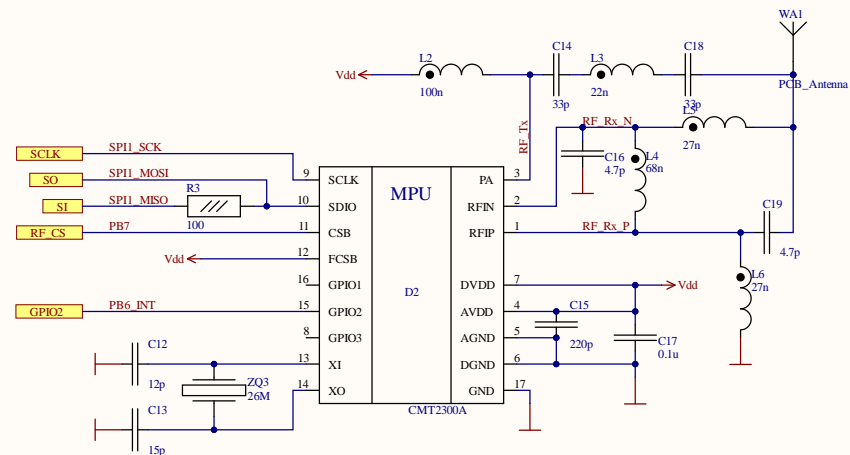 WA1
C14
L3
C18
L2
Vdd
100n
33p
22n
33p
PCB_Antenna
L5
27n
RF_Tx
RF_Rx_N
C16
4.7p
L4
68n
SCLK
SPI1_SCK
9
SCLK
MPU
PA
3
SO
SPI1_MOSI
SI
SPI1_MISO
R3
100
10
SDIO
RFIN
2
RF_CS
PB7
11
CSB
RFIP
1
RF_Rx_P
C19
4.7p
Vdd
12
FCSB
L6
27n
16
GPIO1
D2
DVDD
7
Vdd
GPIO2
PB6_INT
15
GPIO2
AVDD
4
C15
220p
8
GPIO3
AGND
5
C17
0.1u
C12
12p
13
XI
DGND
6
ZQ3
26M
14
XO
GND
17
C13
15p
CMT2300A